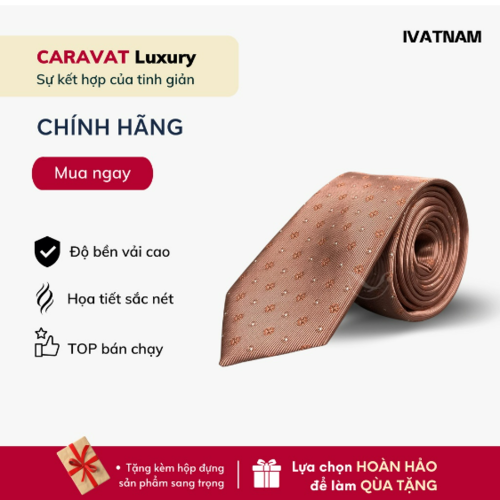 IVATNAM
CARAVAT Luxury
Sự kết hợp của tinh giản
CHÍNH HÃNG
Mua ngay
Độ bền vải cao
Họa tiết sắc nét
TOP bán chạy
• Tặng kèm hộp đựng
sản phẩm sang trọng
Lựa chọn HOÀN HẢO
để làm QÙA TẶNG